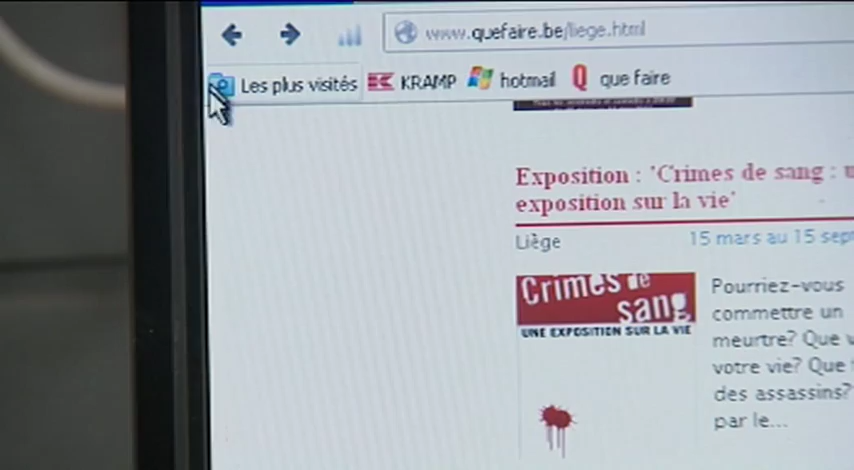 www.quefaire.be/liege.html
Les plus visités KRAMP hotmail que faire
Exposition : 'Crimes de sang :
exposition sur la vie'
Liège 15 mars au 15 sept
Crimes de
sang
UNE EXPOSITION SUR LA VIE
Pourriez-vous
commettre un
meurtre? Que
votre vie? Que
des assassins?
par le...